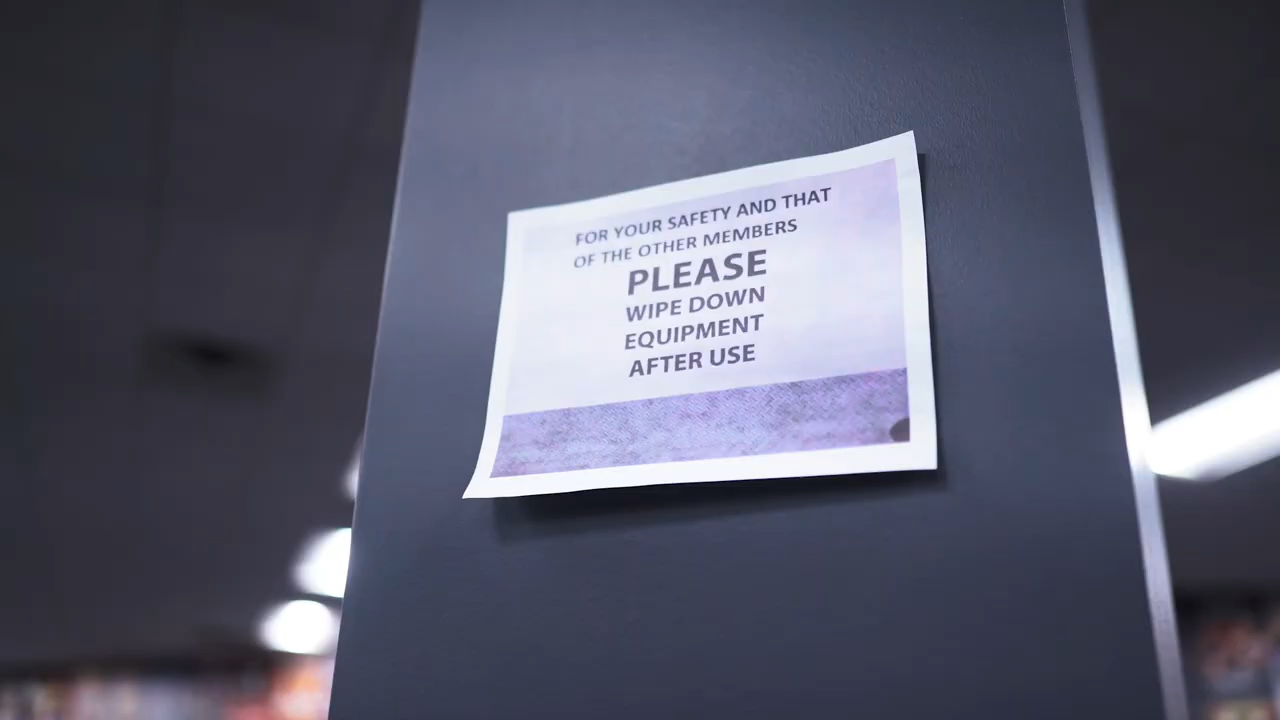 FOR YOUR SAFETY AND THAT
OF THE OTHER MEMBERS
PLEASE
WIPE DOWN
EQUIPMENT
AFTER USE